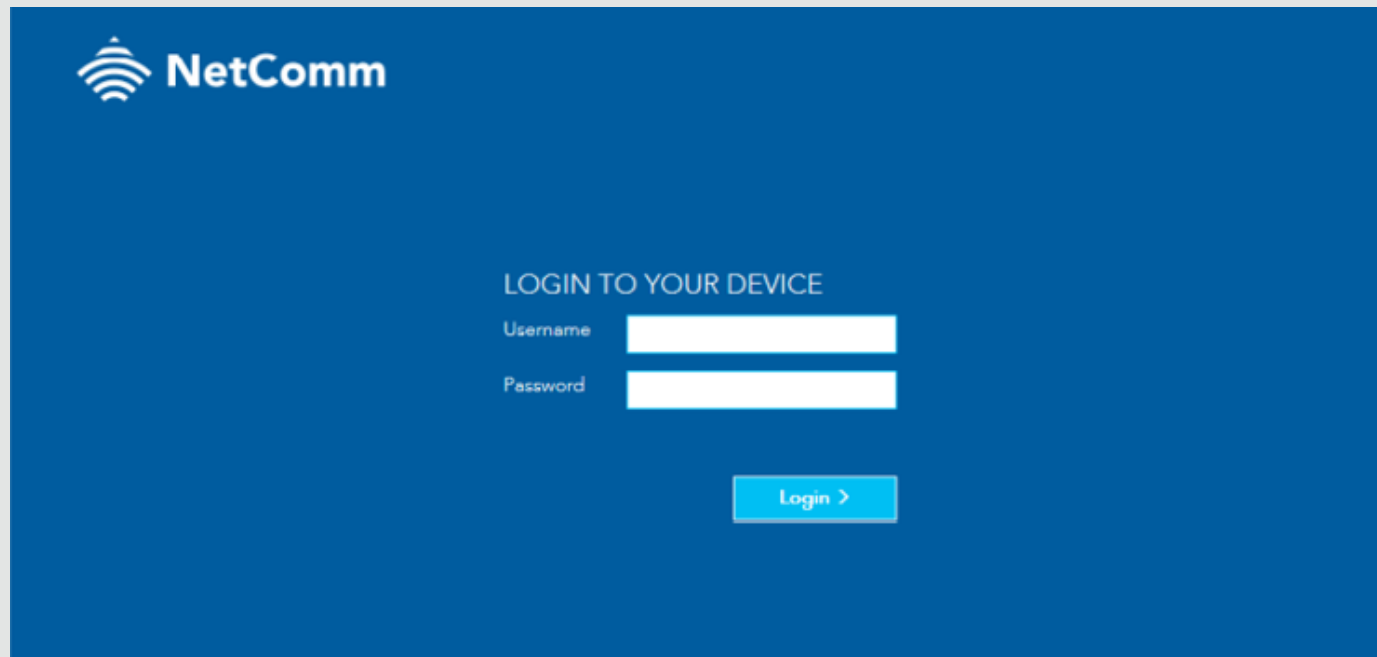 NetComm
LOGIN TO YOUR DEVICE
Username
Password
Login >